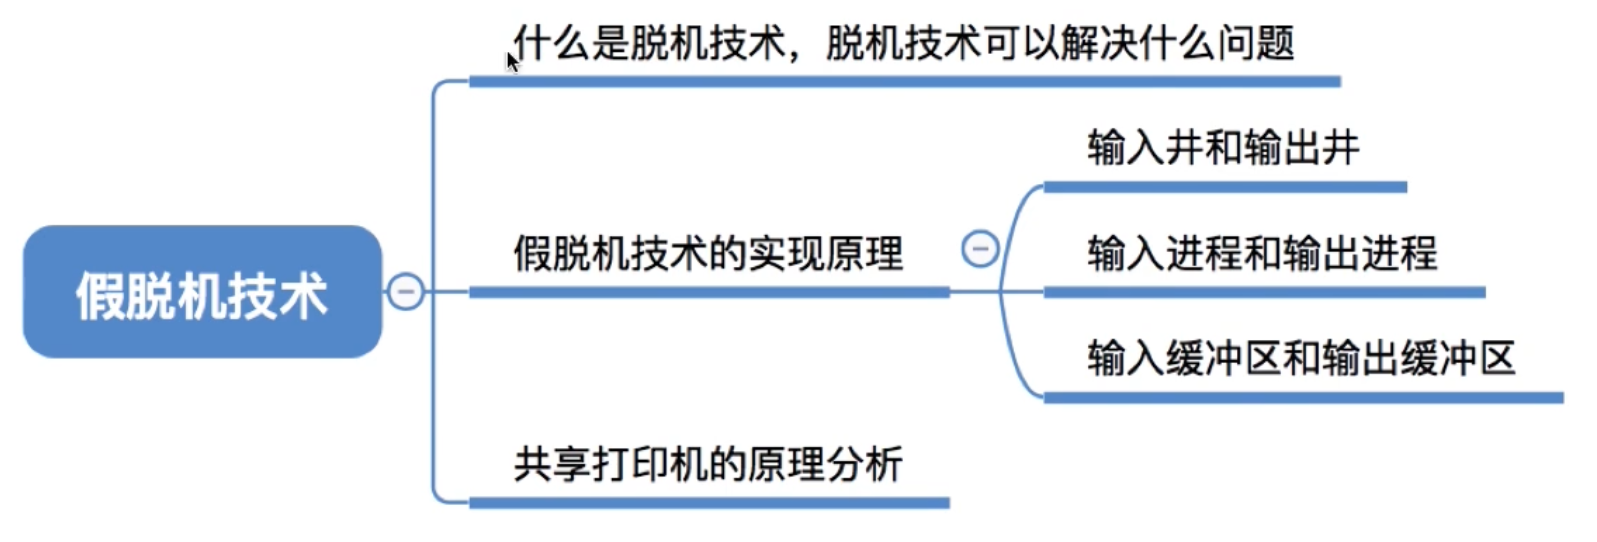 什么是脱机技术，脱机技术可以解决什么问题
输入井和输出井
假脱机技术的实现原理
输入进程和输出进程
假脱机技术
输入缓冲区和输出缓冲区
共享打印机的原理分析